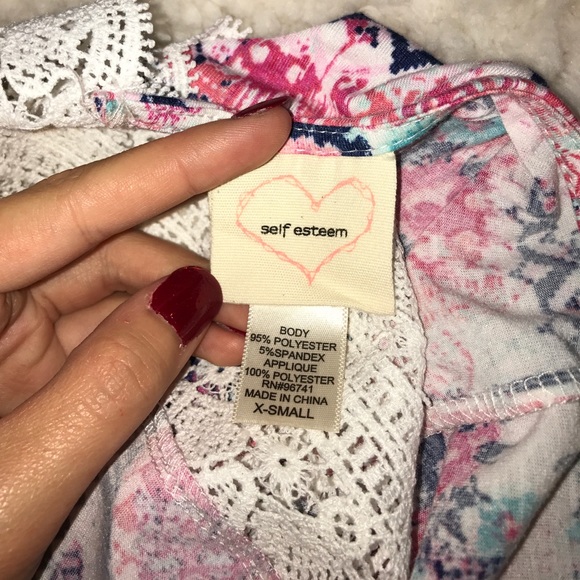 self esteem
BODY
95% POLYESTER
5%SPANDEX
APPLIQUE
100% POLYESTER
RN#96741
MADE IN CHINA
X-SMALL